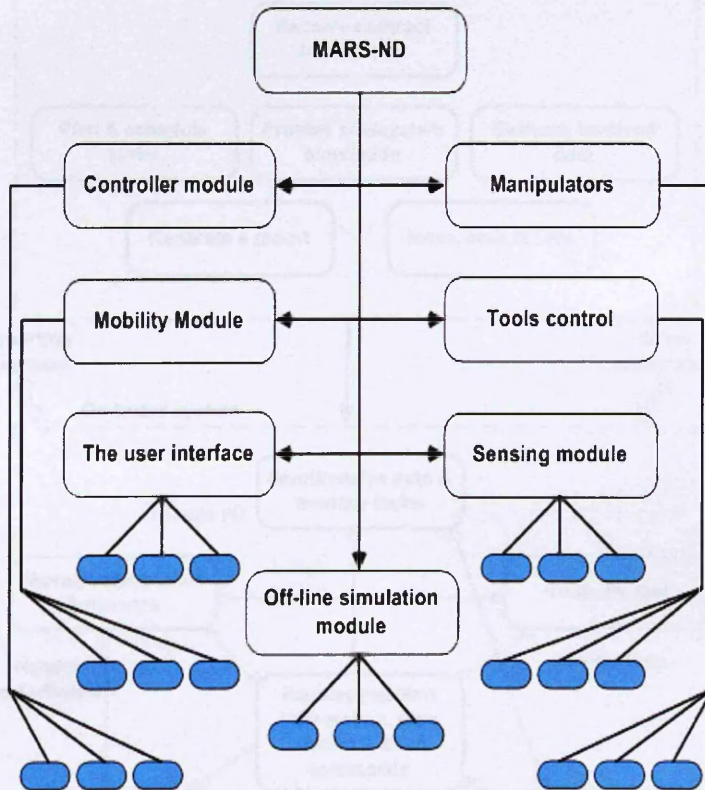 MARS-ND
Controller module
Manipulators
Mobility Module
Tools control
The user interface
Sensing module
Off-line simulation
module